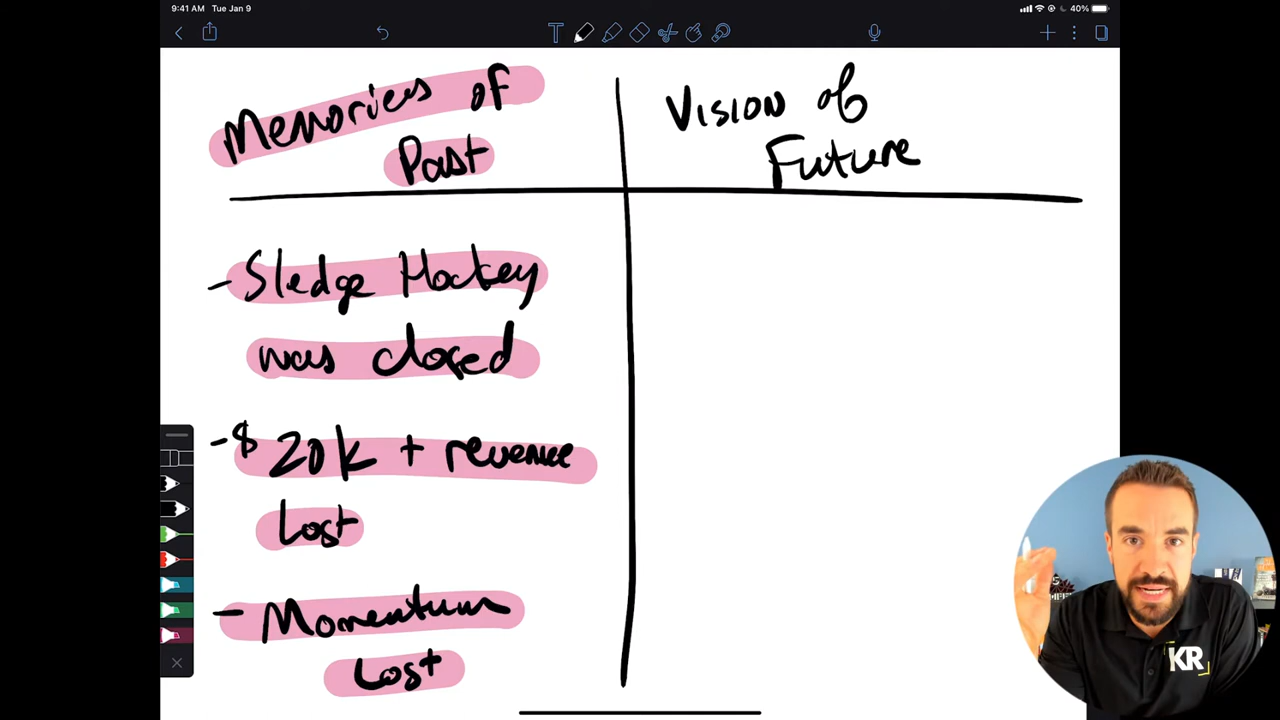 9:41 AM Tue Jan 9
40%
Memories of
Past
Vision of
Future
- Sledge Hockey
was closed
- $ 20k + revenue
Lost
- Momentum
Lost
KR